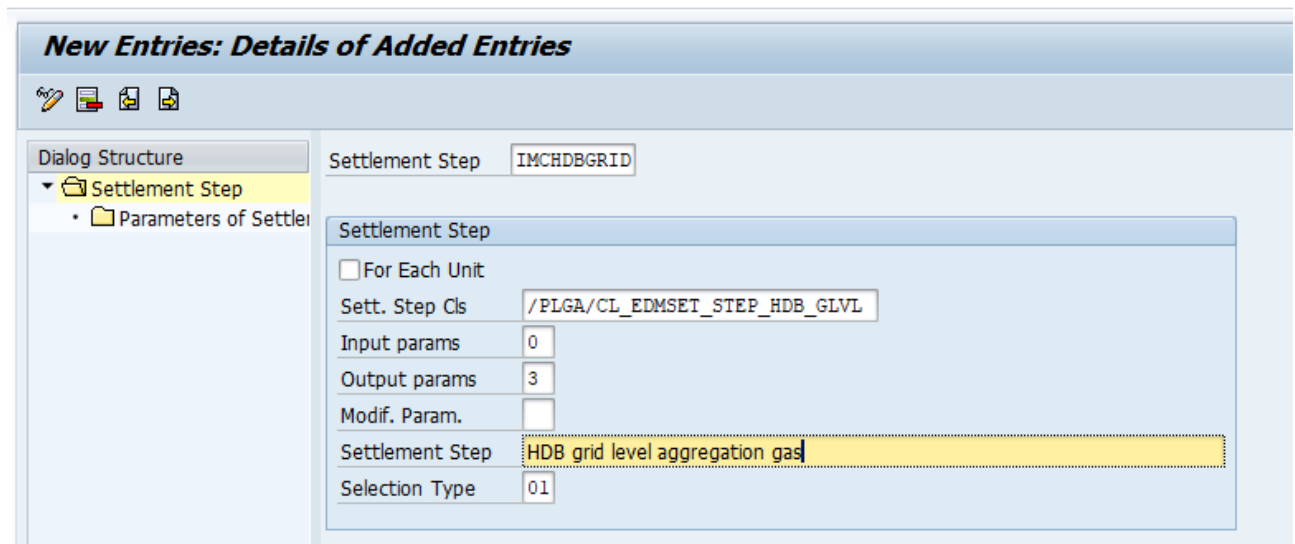 New Entries: Details of Added Entries
Dialog Structure
Settlement Step
Parameters of Settler
Settlement Step IMCHDBGRID
Settlement Step
For Each Unit
Sett. Step Cls /PLGA/CL_EDMSET_STEP_HDB_GLVL
Input params 0
Output params 3
Modif. Param.
Settlement Step HDB grid level aggregation gas
Selection Type 01